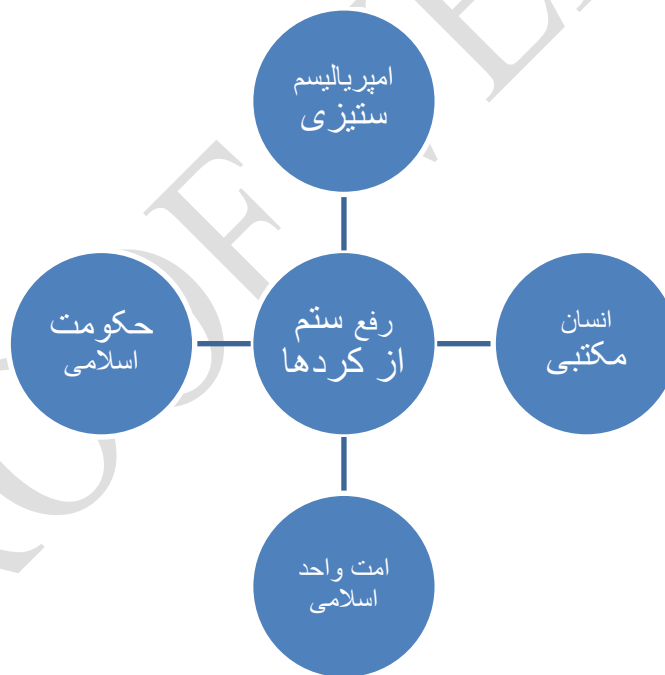 امپریالیسم
ستیزی
انسان
مکتبی
رفع ستم
از کردها
حکومت
اسلامی
امت واحد
اسلامی